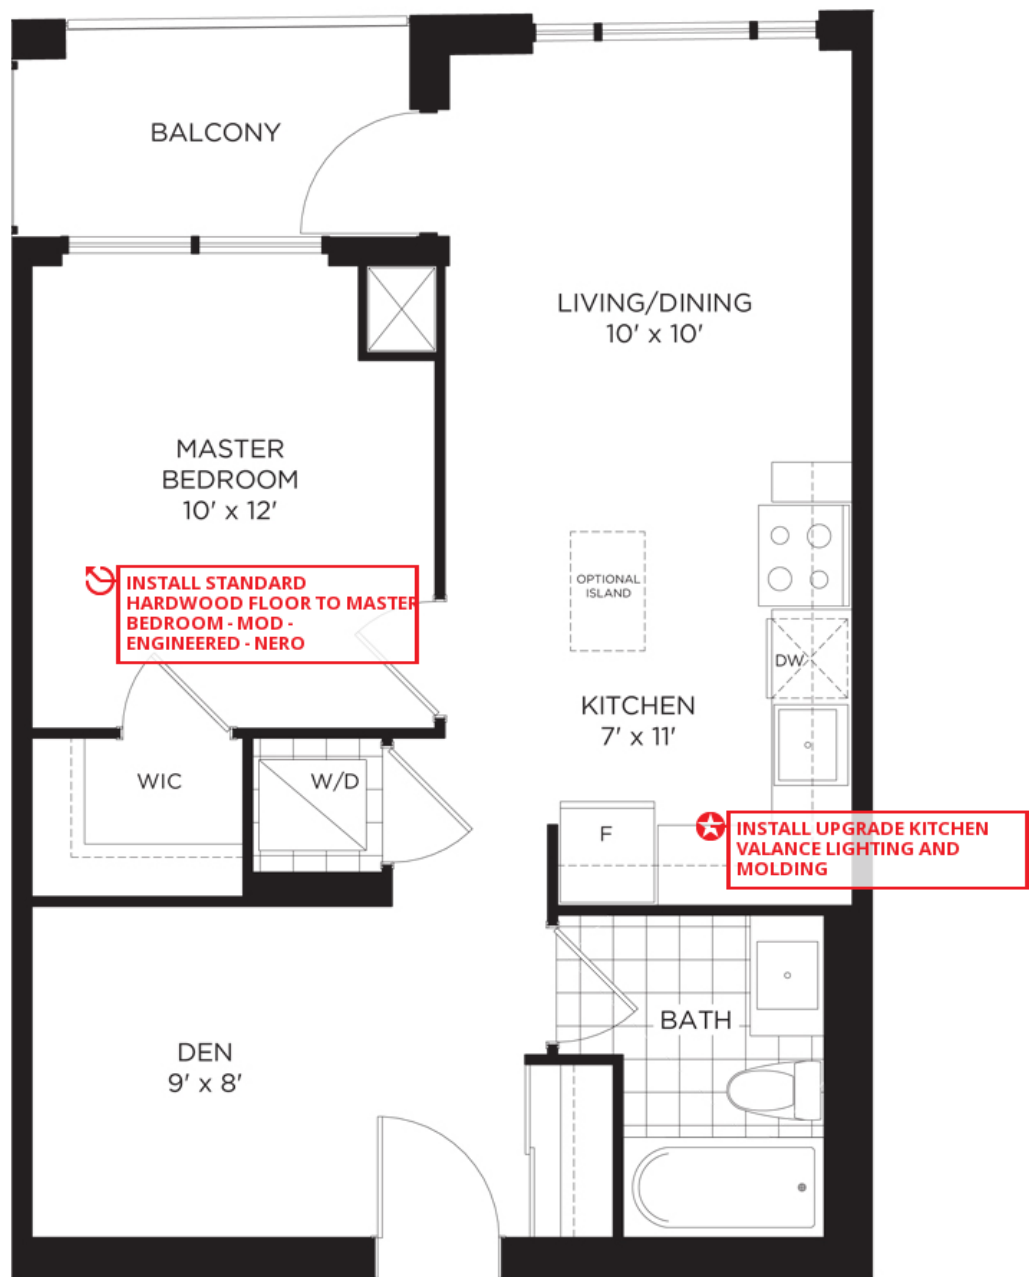 BALCONY
LIVING/DINING
10' x 10'
MASTER
BEDROOM
10' x 12'
INSTALL STANDARD
HARDWOOD FLOOR TO MASTER
BEDROOM - MOD -
ENGINEERED - NERO
OPTIONAL
ISLAND
DW
KITCHEN
7' x 11'
WIC
W/D
F
INSTALL UPGRADE KITCHEN
VALANCE LIGHTING AND
MOLDING
BATH
DEN
9' x 8'